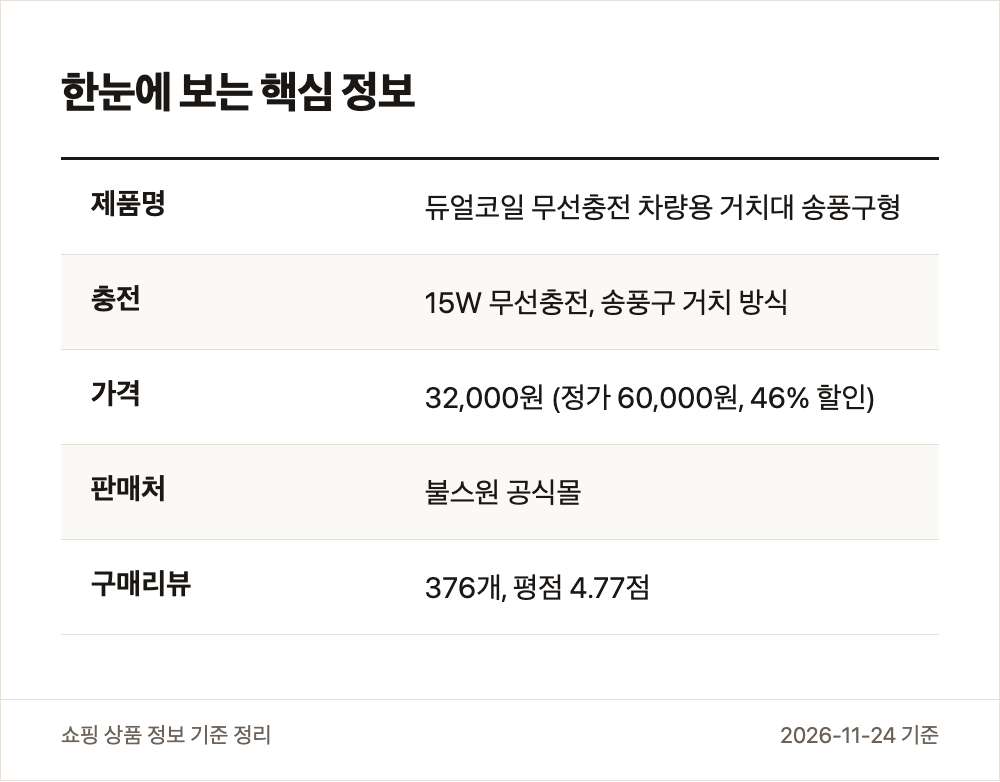 한눈에 보는 핵심 정보
제품명 듀얼코일 무선충전 차량용 거치대 송풍구형
충전 15W 무선충전, 송풍구 거치 방식
가격 32,000원 (정가 60,000원, 46% 할인)
판매처 불스원 공식몰
구매리뷰 376개, 평점 4.77점
쇼핑 상품 정보 기준 정리 2026-11-24 기준